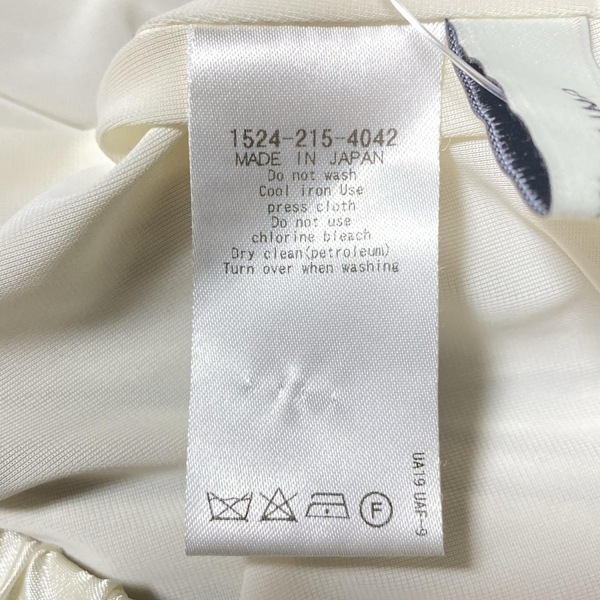 1524-215-4042
MADE IN JAPAN
Do not wash
Cool iron Use
press cloth
Do not use
chlorine bleach
Dry clean(petroleum)
Turn over when washing
F
UA19 UAF-9